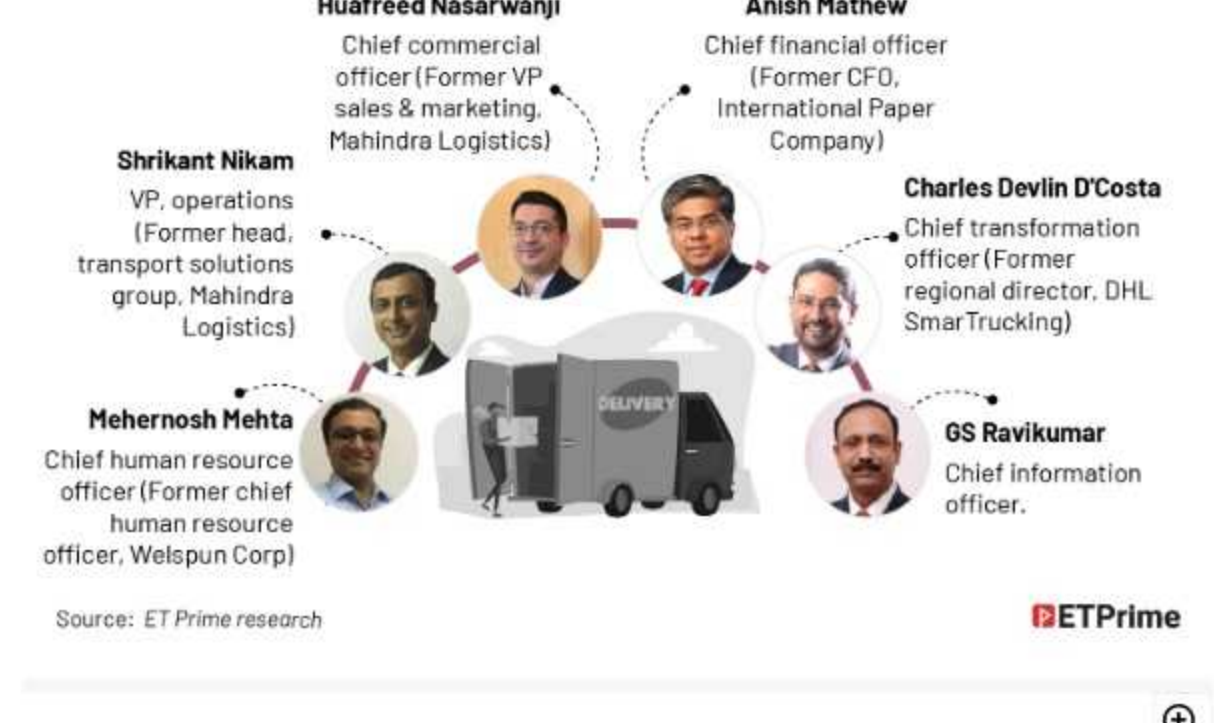 Huafreed Nasarwanji
Chief commercial
officer (Former VP
sales & marketing,
Mahindra Logistics)
Anish Mathew
Chief financial officer
(Former CFO,
International Paper
Company)
Shrikant Nikam
VP, operations
(Former head,
transport solutions
group, Mahindra
Logistics)
Charles Devlin D'Costa
Chief transformation
officer (Former
regional director, DHL
SmarTrucking)
Mehernosh Mehta
Chief human resource
officer (Former chief
human resource
officer, Welspun Corp)
DELIVERY
GS Ravikumar
Chief information
officer.
Source: ET Prime research
ETPrime